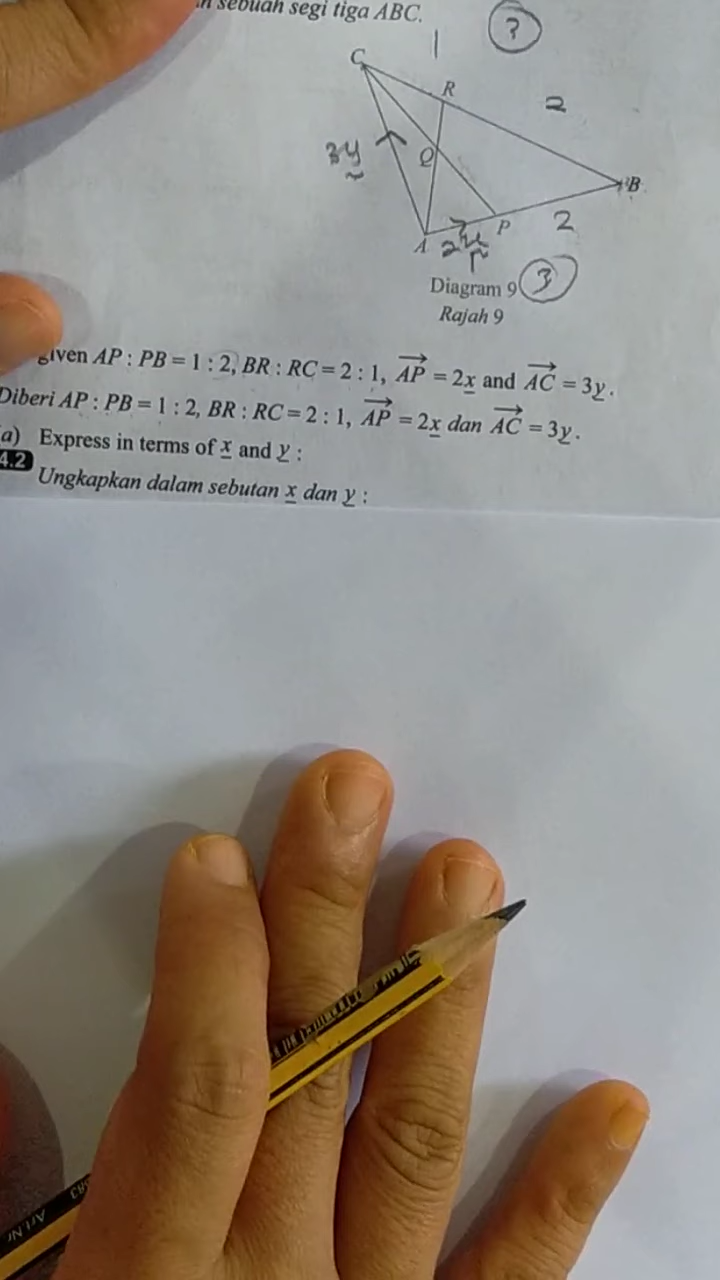 sebuah segi tiga ABC.
?
1
C
R
2
3y
Q
B
P
2
A
2x
Diagram 9
3
Rajah 9
given AP : PB = 1 : 2, BR : RC = 2 : 1, AP = 2x and AC = 3y.
Diberi AP : PB = 1 : 2, BR : RC = 2 : 1, AP = 2x dan AC = 3y.
a) Express in terms of x and y :
4.2
Ungkapkan dalam sebutan x dan y :
Art.Nr